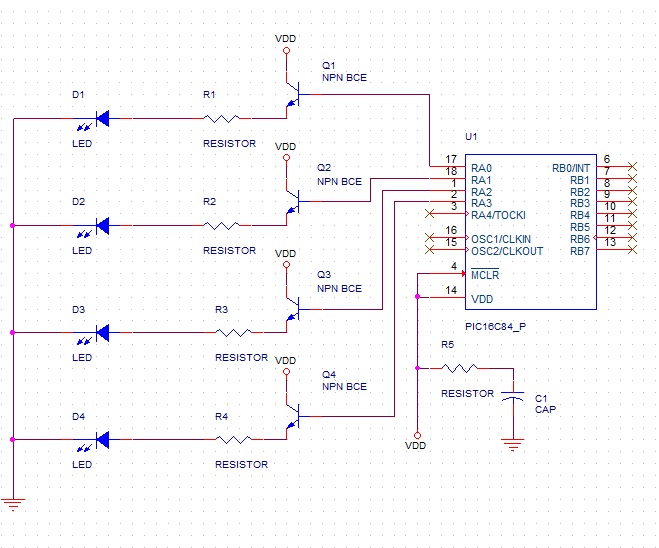 VDD
Q1
NPN BCE
D1
R1
LED
RESISTOR
VDD
Q2
NPN BCE
D2
R2
LED
RESISTOR
VDD
Q3
NPN BCE
D3
R3
LED
RESISTOR
VDD
Q4
NPN BCE
D4
R4
LED
RESISTOR
U1
17 RA0 RB0/INT 6
18 RA1 RB1 7
1 RA2 RB2 8
2 RA3 RB3 9
3 RA4/TOCKI RB4 10
RB5 11
16 OSC1/CLKIN RB6 12
15 OSC2/CLKOUT RB7 13
4 MCLR
14 VDD
PIC16C84_P
R5
RESISTOR
C1
CAP
VDD